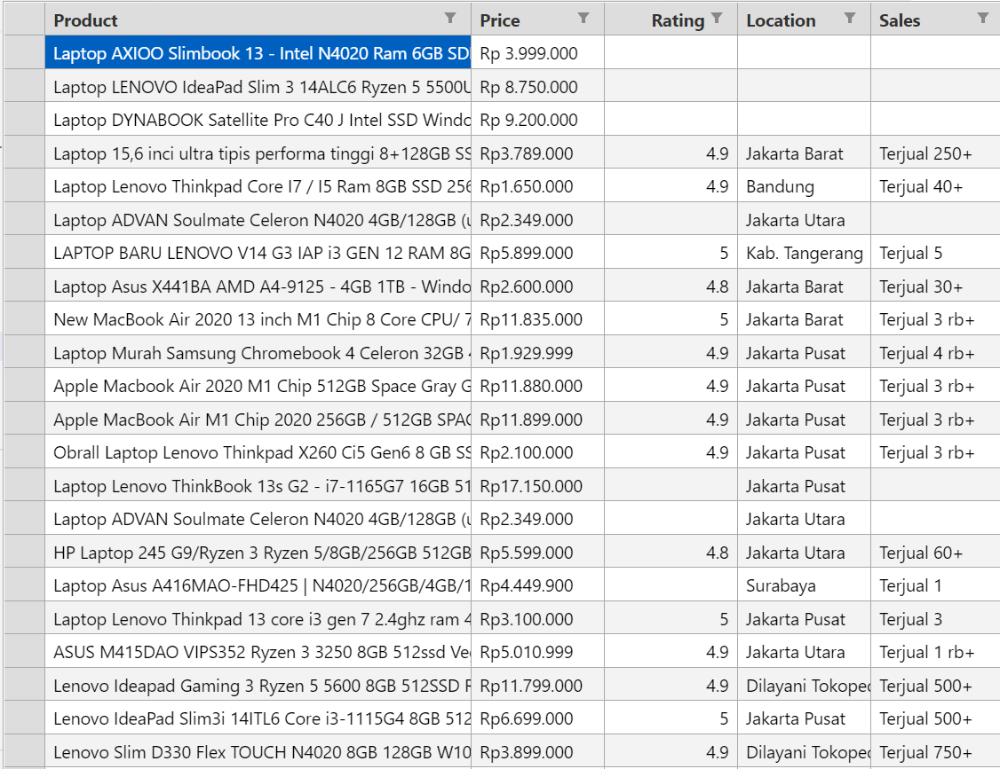 Product Price Rating Location Sales
Laptop AXIOO Slimbook 13 - Intel N4020 Ram 6GB Rp 3.999.000
Laptop LENOVO IdeaPad Slim 3 14ALC6 Ryzen 5 5500U Rp 8.750.000
Laptop DYNABOOK Satellite Pro C40 J Intel SSD Windo Rp 9.200.000
Laptop 15,6 inci ultra tipis performa tinggi 8+128GB SS Rp3.789.000 4.9 Jakarta Barat Terjual 250+
Laptop Lenovo Thinkpad Core I7 / I5 Ram 8GB SSD 256 Rp1.650.000 4.9 Bandung Terjual 40+
Laptop ADVAN Soulmate Celeron N4020 4GB/128GB (u Rp2.349.000 Jakarta Utara
LAPTOP BARU LENOVO V14 G3 IAP i3 GEN 12 RAM 8G Rp5.899.000 5 Kab. Tangerang Terjual 5
Laptop Asus X441BA AMD A4-9125 - 4GB 1TB - Windo Rp2.600.000 4.8 Jakarta Barat Terjual 30+
New MacBook Air 2020 13 inch M1 Chip 8 Core CPU/ 7 Rp11.835.000 5 Jakarta Barat Terjual 3 rb+
Laptop Murah Samsung Chromebook 4 Celeron 32GB 4 Rp1.929.999 4.9 Jakarta Pusat Terjual 4 rb+
Apple Macbook Air 2020 M1 Chip 512GB Space Gray G Rp11.880.000 4.9 Jakarta Pusat Terjual 3 rb+
Apple MacBook Air M1 Chip 2020 256GB / 512GB SPAC Rp11.899.000 4.9 Jakarta Pusat Terjual 3 rb+
Obrall Laptop Lenovo Thinkpad X260 Ci5 Gen6 8 GB SS Rp2.100.000 4.9 Jakarta Pusat Terjual 3 rb+
Laptop Lenovo ThinkBook 13s G2 - i7-1165G7 16GB 51 Rp17.150.000 Jakarta Pusat
Laptop ADVAN Soulmate Celeron N4020 4GB/128GB (u Rp2.349.000 Jakarta Utara
HP Laptop 245 G9/Ryzen 3 Ryzen 5/8GB/256GB 512GB Rp5.599.000 4.8 Jakarta Utara Terjual 60+
Laptop Asus A416MAO-FHD425 | N4020/256GB/4GB/1 Rp4.449.900 Surabaya Terjual 1
Laptop Lenovo Thinkpad 13 core i3 gen 7 2.4ghz ram 4 Rp3.100.000 5 Jakarta Pusat Terjual 3
ASUS M415DAO VIPS352 Ryzen 3 3250 8GB 512ssd Ve Rp5.010.999 4.9 Jakarta Utara Terjual 1 rb+
Lenovo Ideapad Gaming 3 Ryzen 5 5600 8GB 512SSD Rp11.799.000 4.9 Dilayani Tokoped Terjual 500+
Lenovo IdeaPad Slim3i 14ITL6 Core i3-1115G4 8GB 512 Rp6.699.000 5 Jakarta Pusat Terjual 500+
Lenovo Slim D330 Flex TOUCH N4020 8GB 128GB W10 Rp3.899.000 4.9 Dilayani Tokoped Terjual 750+